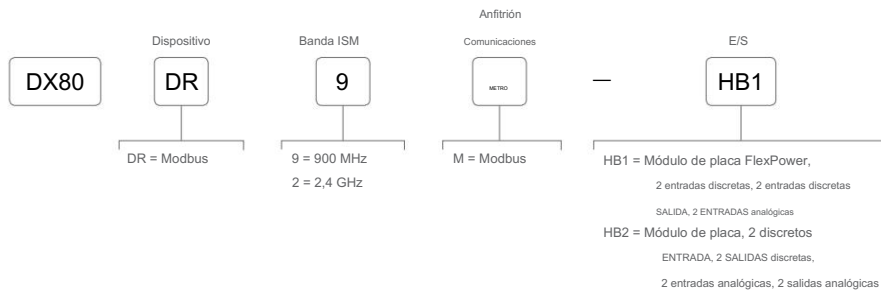 Anfitrión
Dispositivo Banda ISM Comunicaciones E/S
DX80 DR 9 METRO — HB1
DR = Modbus 9 = 900 MHz M = Modbus HB1 = Módulo de placa FlexPower,
2 = 2,4 GHz 2 entradas discretas, 2 entradas discretas
SALIDA, 2 ENTRADAS analógicas
HB2 = Módulo de placa, 2 discretos
ENTRADA, 2 SALIDAS discretas,
2 entradas analógicas, 2 salidas analógicas